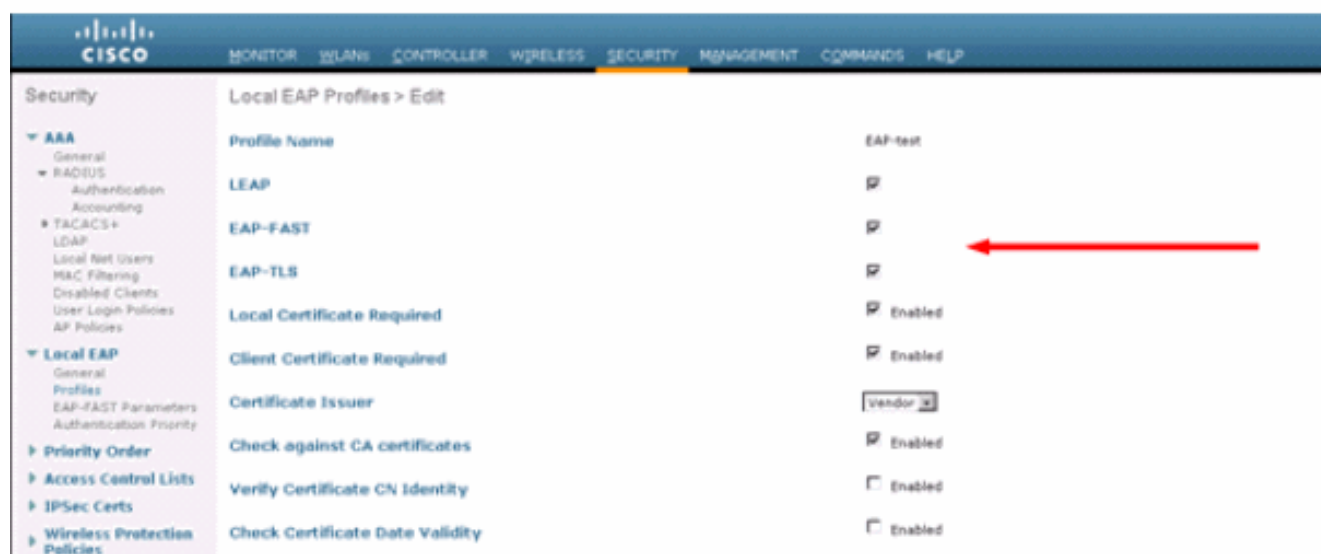 CISCO
MONITOR WLANs CONTROLLER WIRELESS SECURITY MANAGEMENT COMMANDS HELP
Security
AAA
General
RADIUS
Authentication
Accounting
TACACS+
LDAP
Local Net Users
MAC Filtering
Disabled Clients
User Login Policies
AP Policies
Local EAP
General
Profiles
EAP-FAST Parameters
Authentication Priority
Priority Order
Access Control Lists
IPSec Certs
Wireless Protection
Policies
Local EAP Profiles > Edit
Profile Name EAP-test
LEAP
EAP-FAST
EAP-TLS
Local Certificate Required Enabled
Client Certificate Required Enabled
Certificate Issuer Vendor
Check against CA certificates Enabled
Verify Certificate CN Identity Enabled
Check Certificate Date Validity Enabled